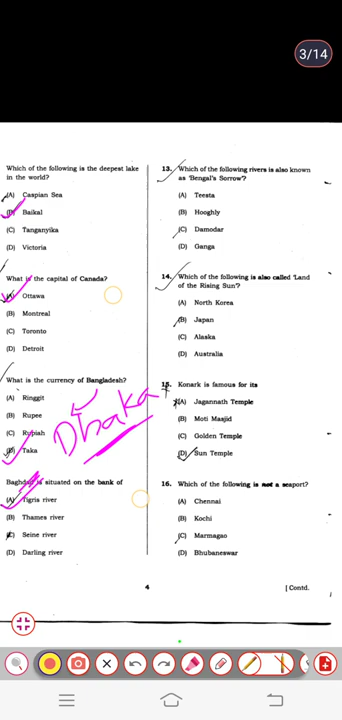 3/14
Which of the following is the deepest lake
in the world?
(A) Caspian Sea
(B) Baikal
(C) Tanganyika
(D) Victoria
What is the capital of Canada?
(A) Ottawa
(B) Montreal
(C) Toronto
(D) Detroit
What is the currency of Bangladesh?
(A) Ringgit
(B) Rupee
(C) Rupiah
(D) Taka
Dhaka
Baghdad is situated on the bank of
(A) Tigris river
(B) Thames river
(C) Seine river
(D) Darling river
13. Which of the following rivers is also known
as 'Bengal's Sorrow'?
(A) Teesta
(B) Hooghly
(C) Damodar
(D) Ganga
14. Which of the following is also called 'Land
of the Rising Sun'?
(A) North Korea
(B) Japan
(C) Alaska
(D) Australia
15. Konark is famous for its
(A) Jagannath Temple
(B) Moti Masjid
(C) Golden Temple
(D) Sun Temple
16. Which of the following is not a seaport?
(A) Chennai
(B) Kochi
(C) Marmagao
(D) Bhubaneswar
4
[ Contd.